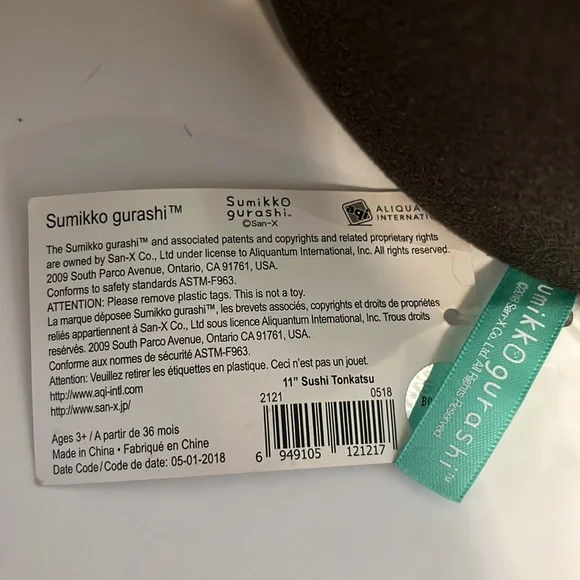 Sumikko gurashi™
Sumikko
gurashi™
©San-X
aqi
ALIQUA
INTERNATI
The Sumikko gurashi™ and associated patents and copyrights and related proprietary rights
are owned by San-X Co., Ltd under license to Aliquantum International, Inc. All rights reserved.
2009 South Parco Avenue, Ontario, CA 91761, USA.
Conforms to safety standards ASTM-F963.
ATTENTION: Please remove plastic tags. This is not a toy.
La marque déposee Sumikko gurashi™, les brevets associés, copyrights et droits de propriétes
reliés appartiennent á San-X Co., Ltd sous licence Aliquantum International, Inc. Trous droits
resérvés. 2009 South Parco Avenue, Ontario, CA 91761, USA.
Conforme aux normes de sécurité ASTM-F963.
Attention: Veuillez retirer les étiquettes en plastique. Ceci n'est pas un jouet.
http://www.aqi-intl.com
http://www.san-x.jp/
Ages 3+ / A partir de 36 mois
Made in China • Fabriqué en Chine
Date Code/Code de date: 05-01-2018
11" Sushi Tonkatsu
2121 0518
6 949105 121217
umikkogurashi™
San-X Co., Ltd. All Rights Reserved.